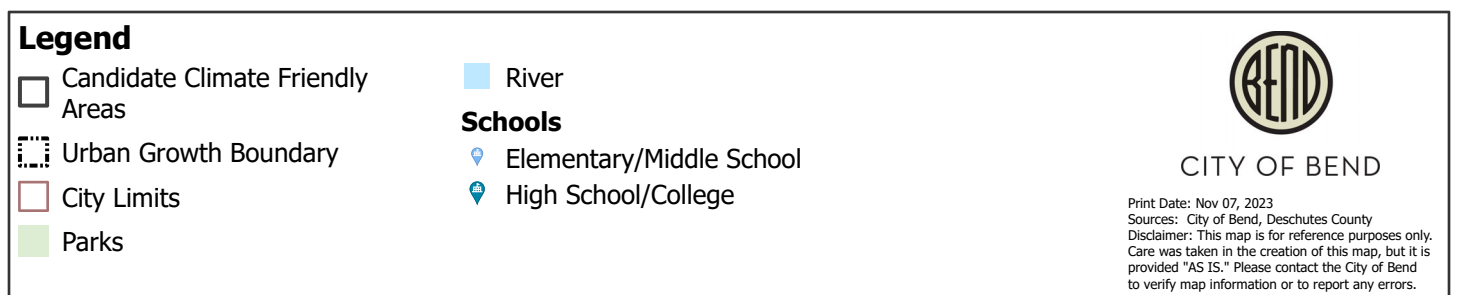 Legend
Candidate Climate Friendly
Areas
Urban Growth Boundary
City Limits
Parks
River
Schools
Elementary/Middle School
High School/College
BEND
CITY OF BEND
Print Date: Nov 07, 2023
Sources: City of Bend, Deschutes County
Disclaimer: This map is for reference purposes only.
Care was taken in the creation of this map, but it is
provided "AS IS." Please contact the City of Bend
to verify map information or to report any errors.